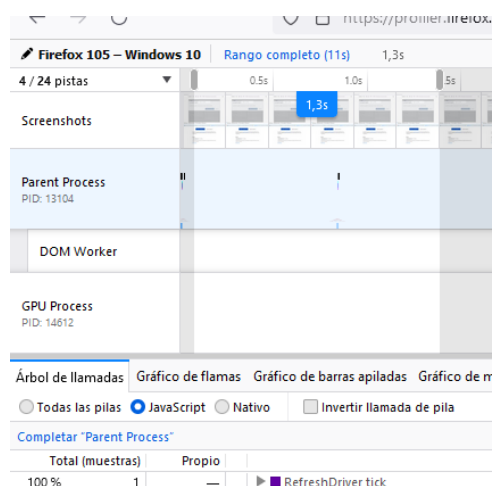 https://profiler.firefox.
Firefox 105 – Windows 10 Rango completo (11s) 1,3s
4 / 24 pistas 0.5s 1.0s .5s
1,3s
Screenshots
Parent Process
PID: 13104
DOM Worker
GPU Process
PID: 14612
Árbol de llamadas Gráfico de flamas Gráfico de barras apiladas Gráfico de m
Todas las pilas JavaScript Nativo Invertir llamada de pila
Completar "Parent Process"
Total (muestras) Propio
100 % 1 — RefreshDriver tick